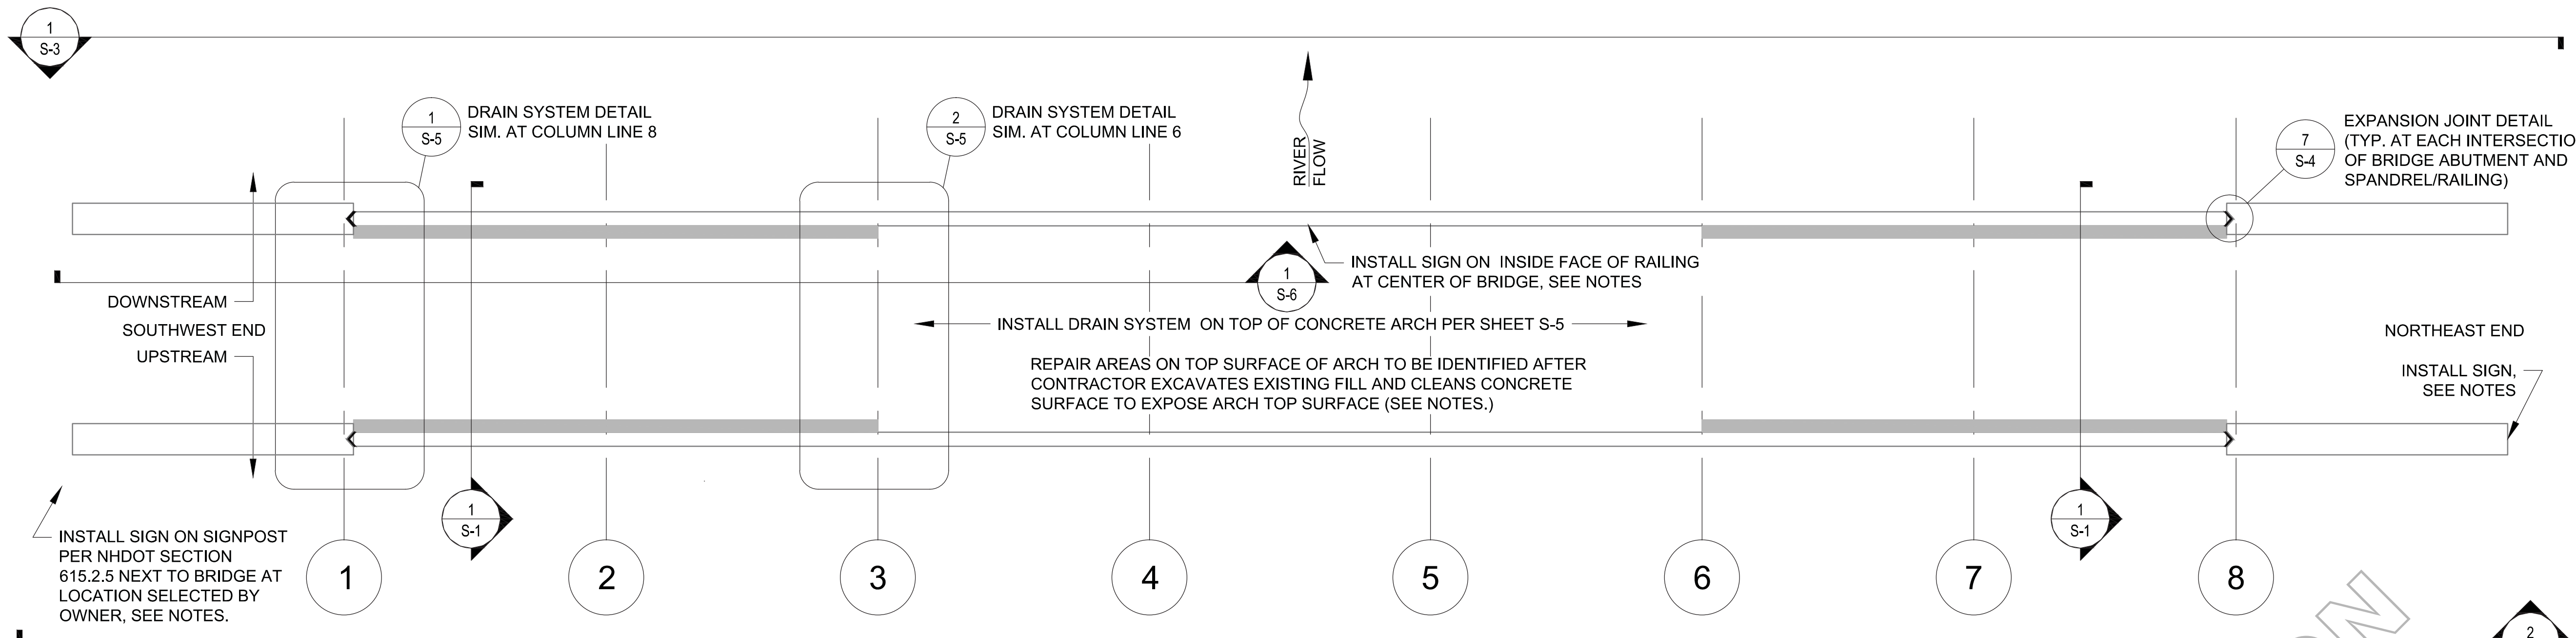 1
S-3
1
S-5
DRAIN SYSTEM DETAIL
SIM. AT COLUMN LINE 8
2
S-5
DRAIN SYSTEM DETAIL
SIM. AT COLUMN LINE 6
RIVER
FLOW
7
S-4
EXPANSION JOINT DETAIL
(TYP. AT EACH INTERSECTIO
OF BRIDGE ABUTMENT AND
SPANDREL/RAILING)
DOWNSTREAM
SOUTHWEST END
UPSTREAM
1
S-6
INSTALL SIGN ON INSIDE FACE OF RAILING
AT CENTER OF BRIDGE, SEE NOTES
INSTALL DRAIN SYSTEM ON TOP OF CONCRETE ARCH PER SHEET S-5
REPAIR AREAS ON TOP SURFACE OF ARCH TO BE IDENTIFIED AFTER
CONTRACTOR EXCAVATES EXISTING FILL AND CLEANS CONCRETE
SURFACE TO EXPOSE ARCH TOP SURFACE (SEE NOTES.)
NORTHEAST END
INSTALL SIGN,
SEE NOTES
1
S-1
1
S-1
INSTALL SIGN ON SIGNPOST
PER NHDOT SECTION
615.2.5 NEXT TO BRIDGE AT
LOCATION SELECTED BY
OWNER, SEE NOTES.
1
2
3
4
5
6
7
8
ON
2